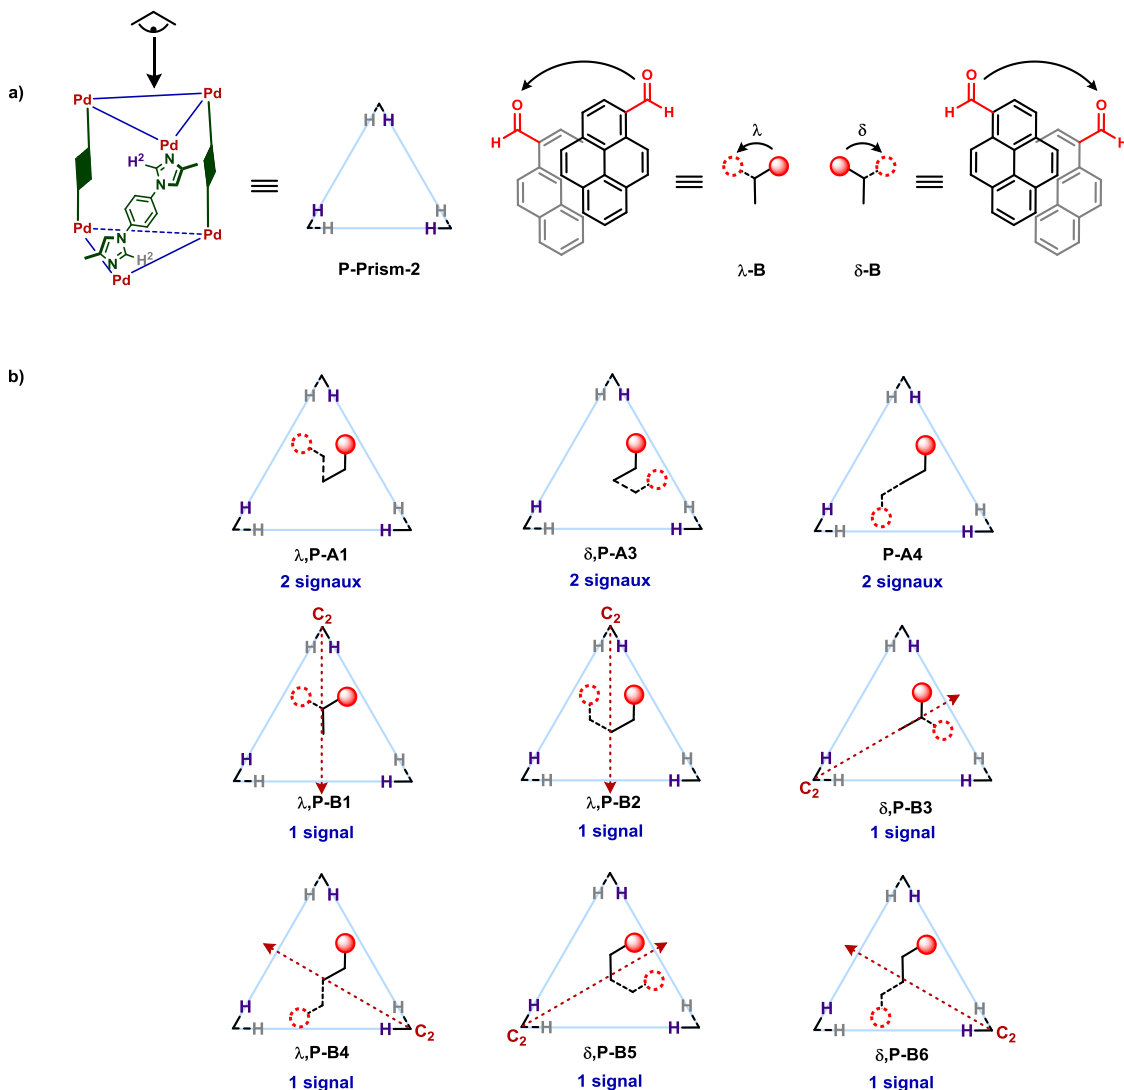 a)
Pd
Pd
Pd
H²
N
N
N
N
H²
Pd
Pd
Pd
H H
H
H
H
H
P-Prism-2
O
H
O
H
λ
λ-B
δ
δ-B
O
H
O
H
b)
H H
H
H
H
H
λ,P-A1
2 signaux
H H
H
H
H
H
δ,P-A3
2 signaux
H H
H
H
H
H
P-A4
2 signaux
C₂
H H
H
H
H
H
λ,P-B1
1 signal
C₂
H H
H
H
H
H
λ,P-B2
1 signal
H H
H
H
H
H
C₂
δ,P-B3
1 signal
H H
H
H
H
H
C₂
λ,P-B4
1 signal
H H
H
H
H
H
C₂
δ,P-B5
1 signal
H H
H
H
H
H
C₂
δ,P-B6
1 signal